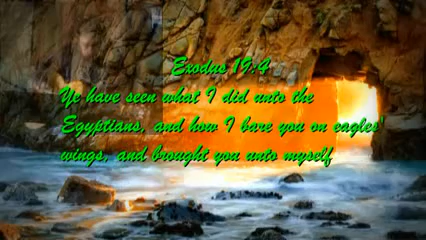 Exodus 19:4
Ye have seen what I did unto the
Egyptians, and how I bare you on eagles'
wings, and brought you unto myself